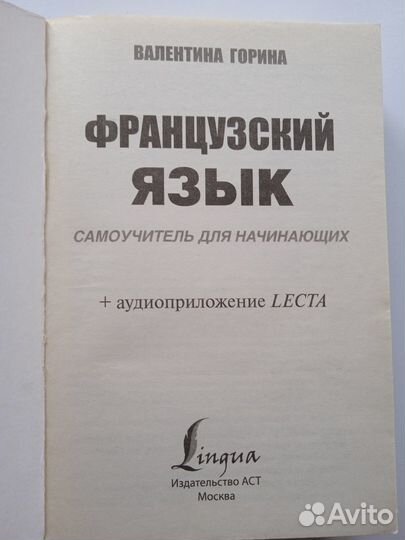 ВАЛЕНТИНА ГОРИНА
ФРАНЦУЗСКИЙ
ЯЗЫК
САМОУЧИТЕЛЬ ДЛЯ НАЧИНАЮЩИХ
+ аудиоприложение LECTA
Lingua
Издательство АСТ
Москва
Avito